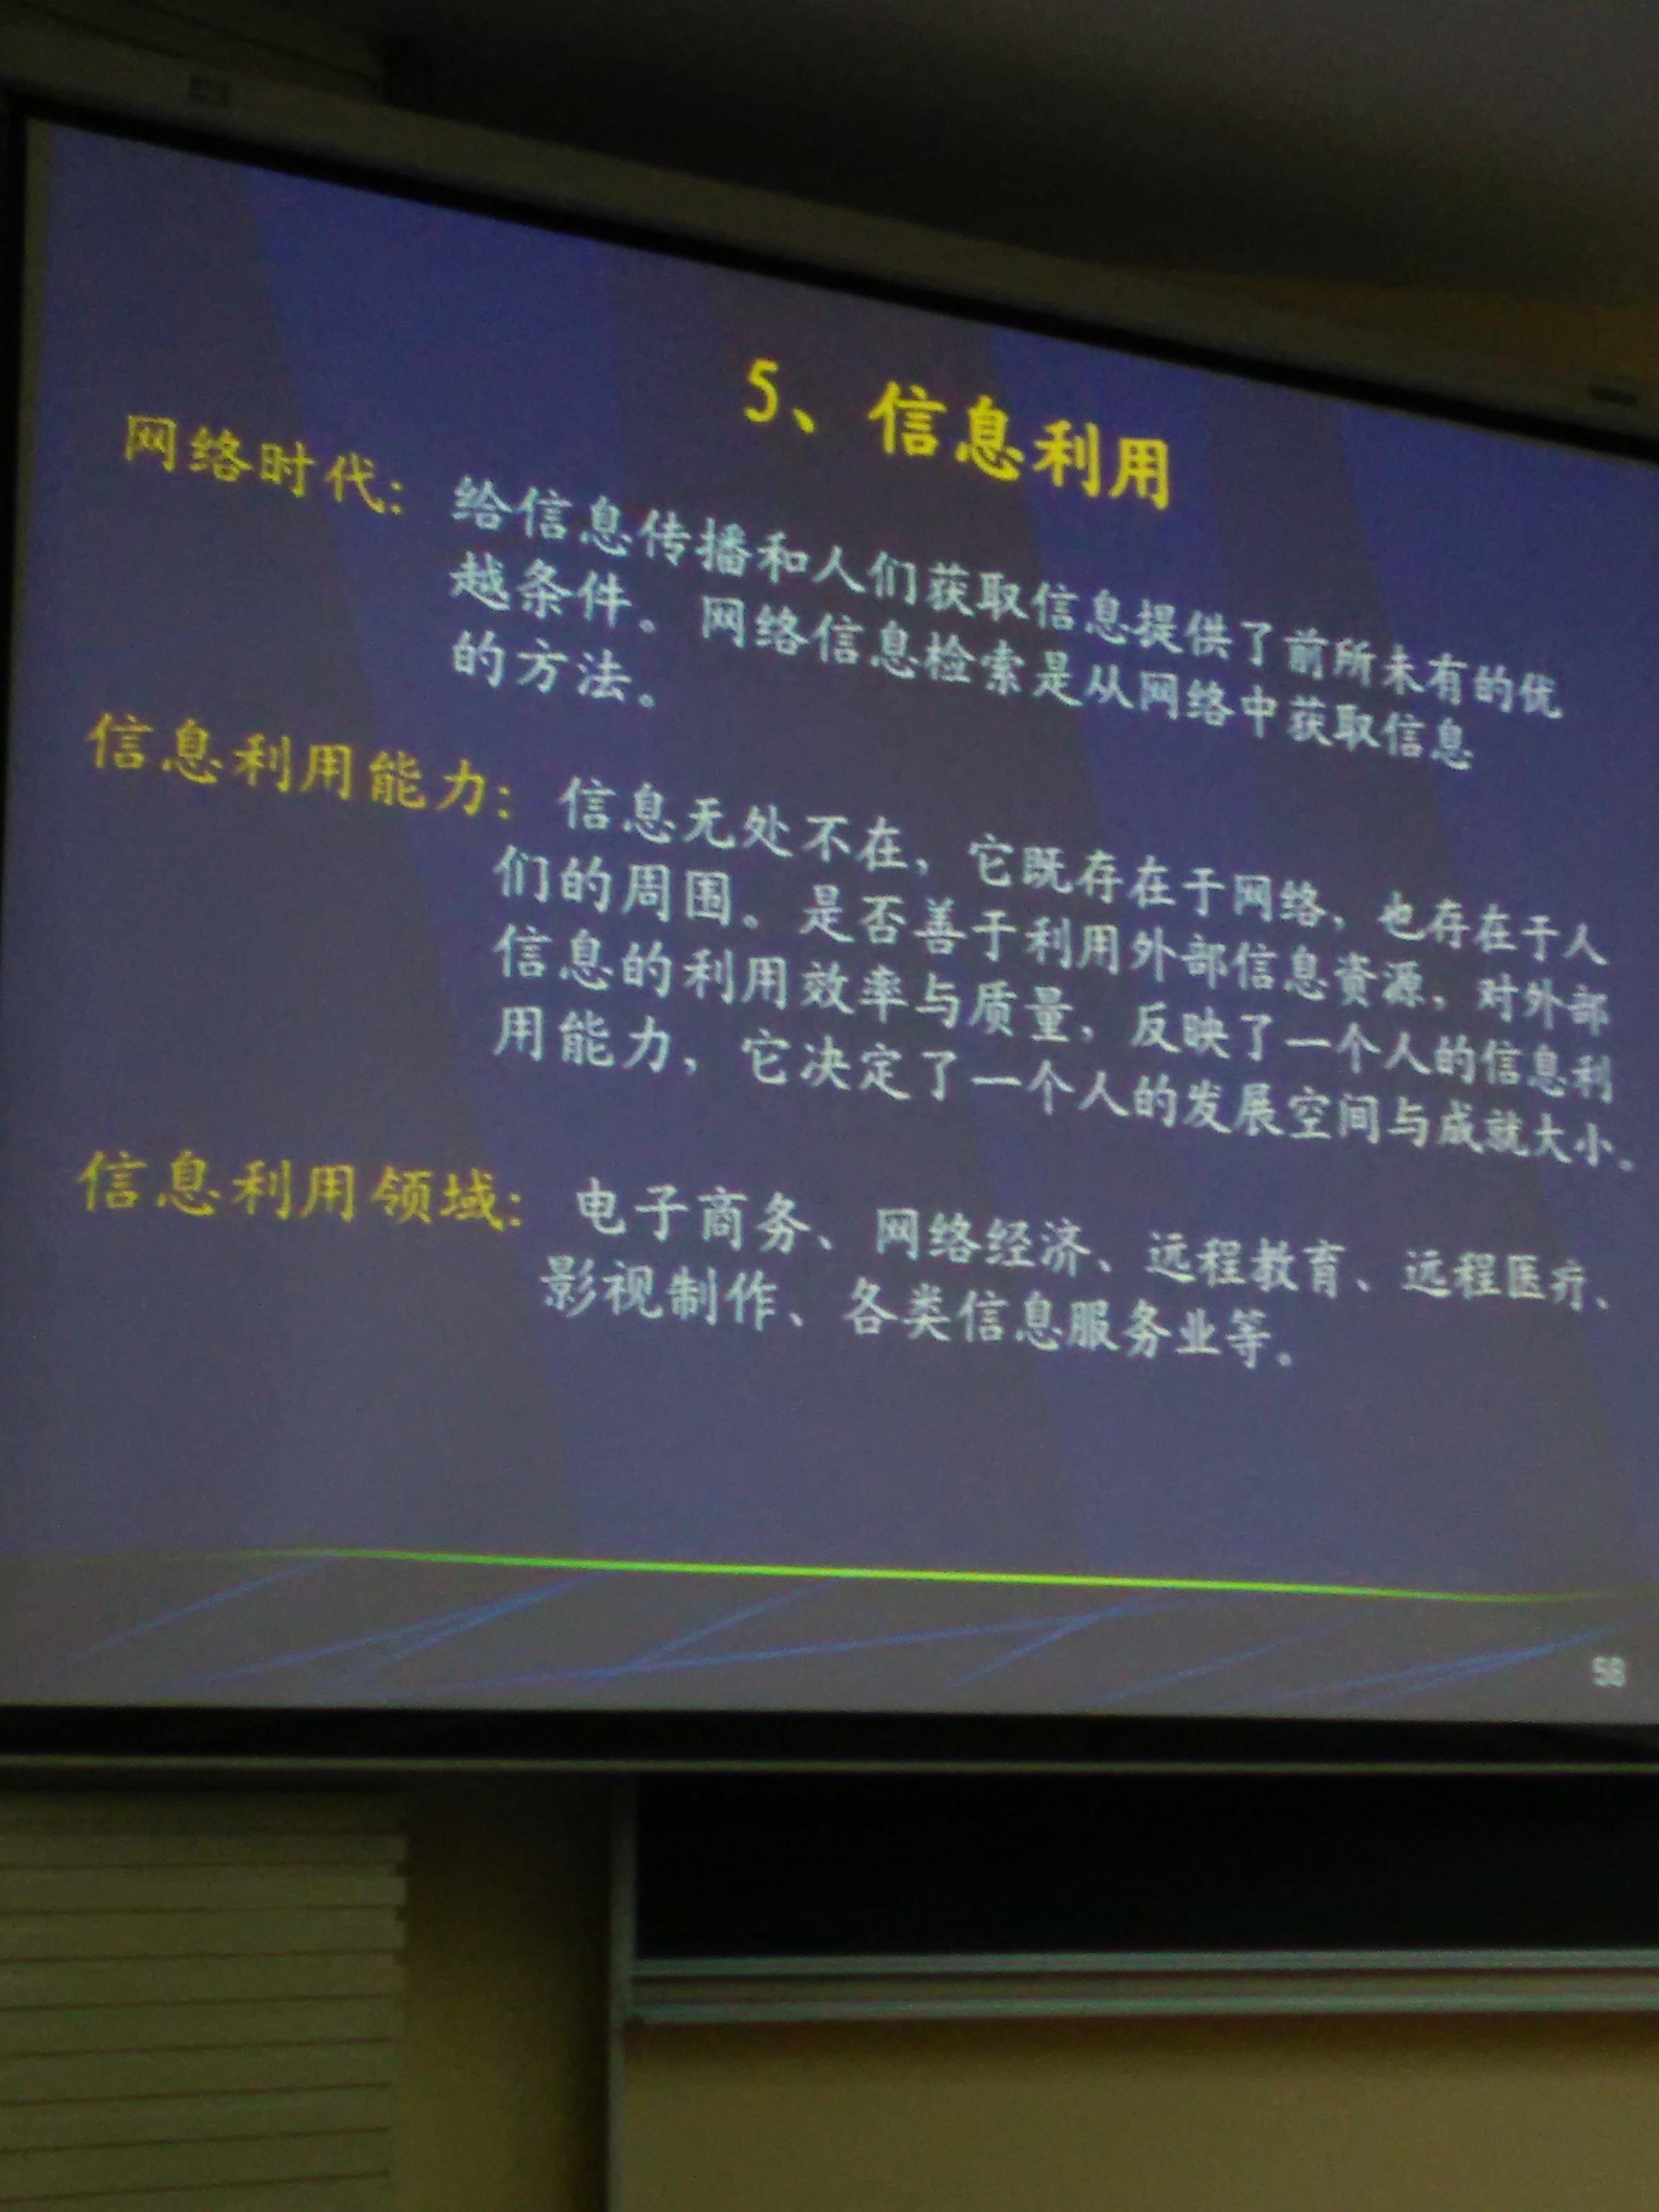 5、信息利用
网络时代：给信息传播和人们获取信息提供了前所未有的优
越条件。网络信息检索是从网络中获取信息
的方法。
信息利用能力：信息无处不在，它既存在于网络，也存在于人
们的周围。是否善于利用外部信息资源，对外部
信息的利用效率与质量，反映了一个人的信息利
用能力，它决定了一个人的发展空间与成就大小。
信息利用领域：电子商务、网络经济、远程教育、远程医疗、
影视制作、各类信息服务业等。
58